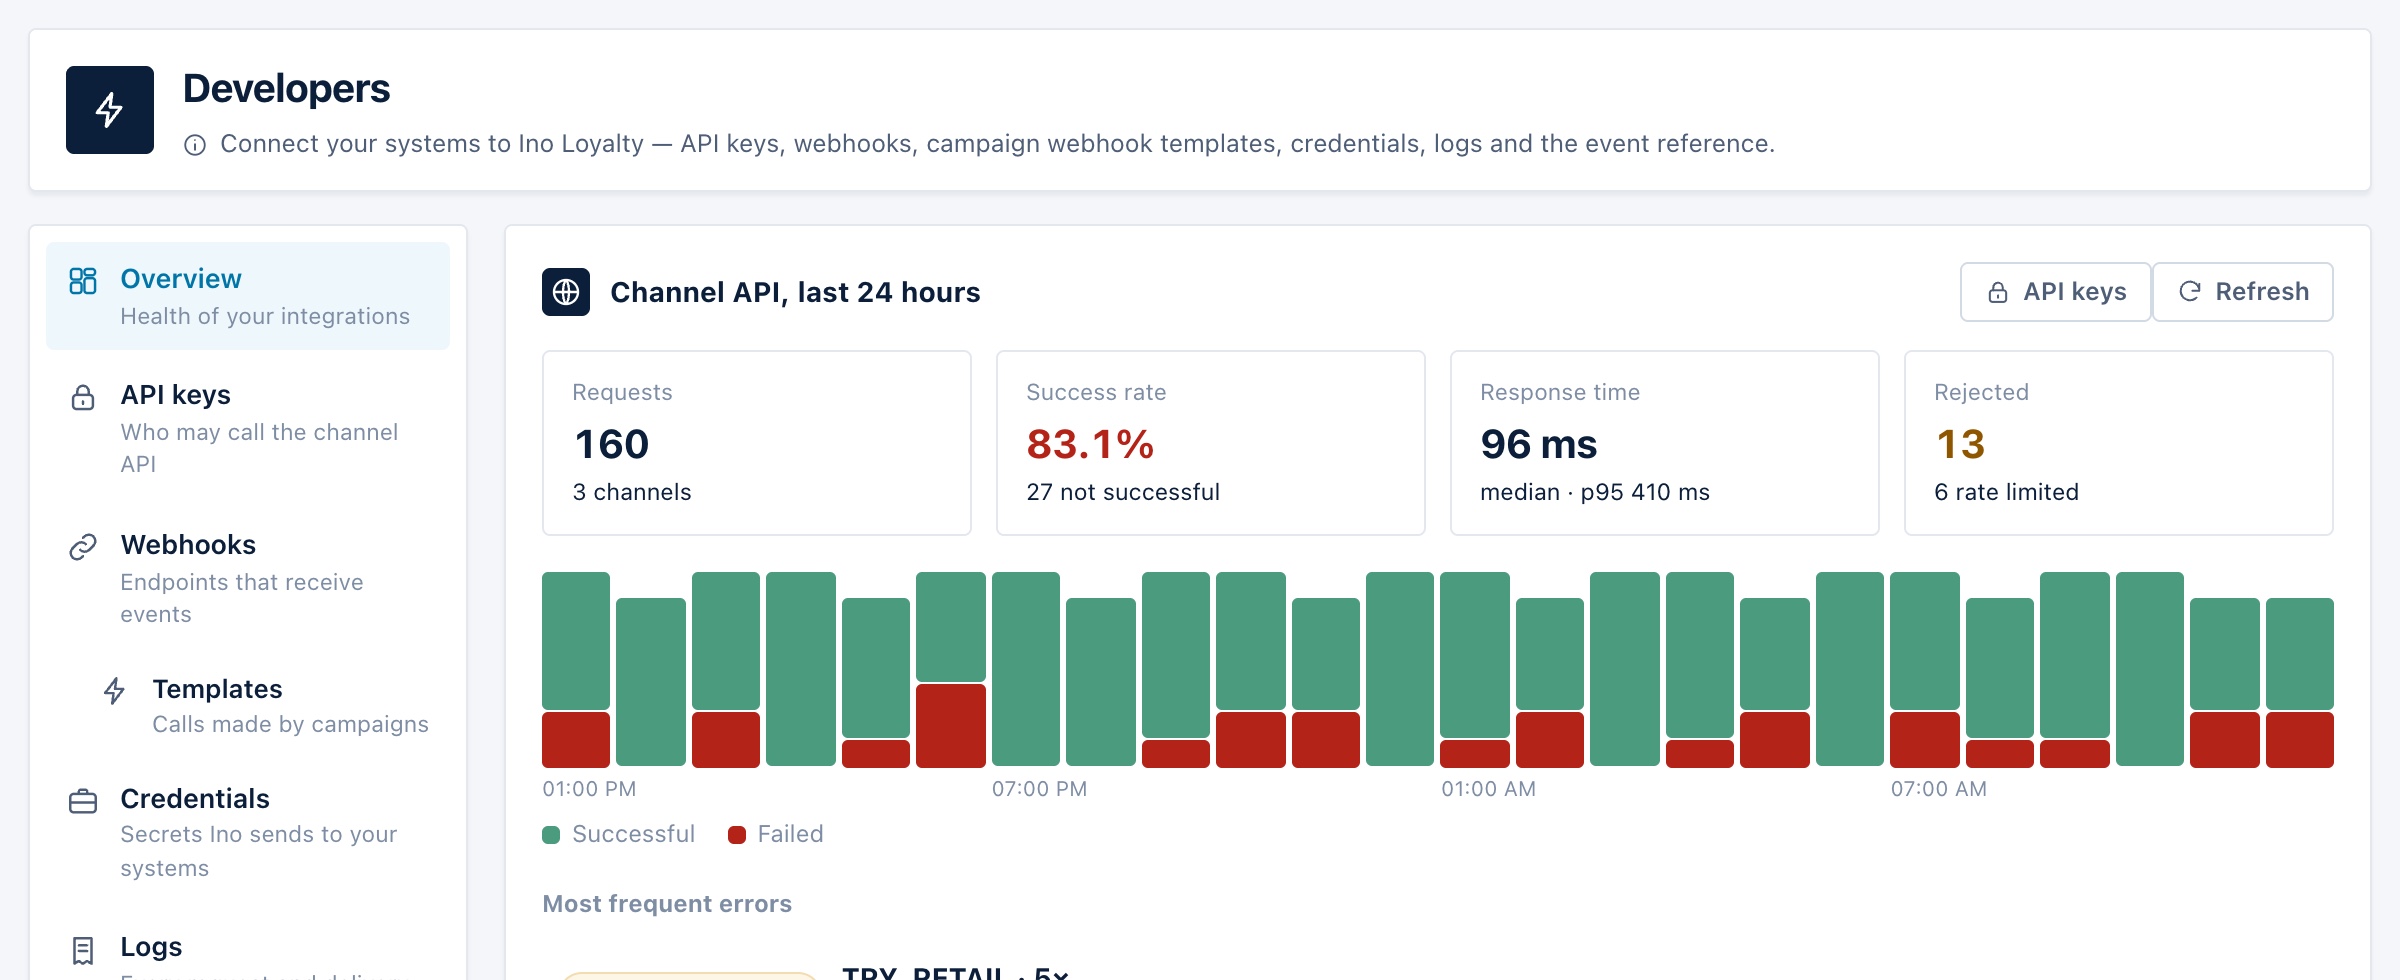 Developers
Connect your systems to Ino Loyalty — API keys, webhooks, campaign webhook templates, credentials, logs and the event reference.
Overview
Health of your integrations
API keys
Who may call the channel
API
Webhooks
Endpoints that receive
events
Templates
Calls made by campaigns
Credentials
Secrets Ino sends to your
systems
Logs
Channel API, last 24 hours
API keys
Refresh
Requests
160
3 channels
Success rate
83.1%
27 not successful
Response time
96 ms
median · p95 410 ms
Rejected
13
6 rate limited
01:00 PM
07:00 PM
01:00 AM
07:00 AM
Successful
Failed
Most frequent errors
TRY_RETAIL · 5×